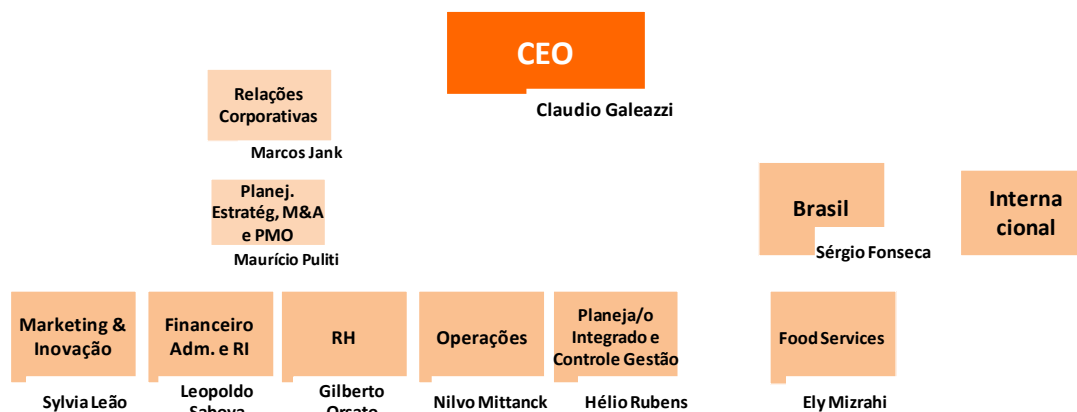 CEO
Claudio Galeazzi
Relações
Corporativas
Marcos Jank
Planej.
Estratég, M&A
e PMO
Maurício Puliti
Brasil
Sérgio Fonseca
Interna
cional
Marketing &
Inovação
Sylvia Leão
Financeiro
Adm. e RI
Leopoldo
Saboya
RH
Gilberto
Orsato
Operações
Nilvo Mittanck
Planeja/o
Integrado e
Controle Gestão
Hélio Rubens
Food Services
Ely Mizrahi